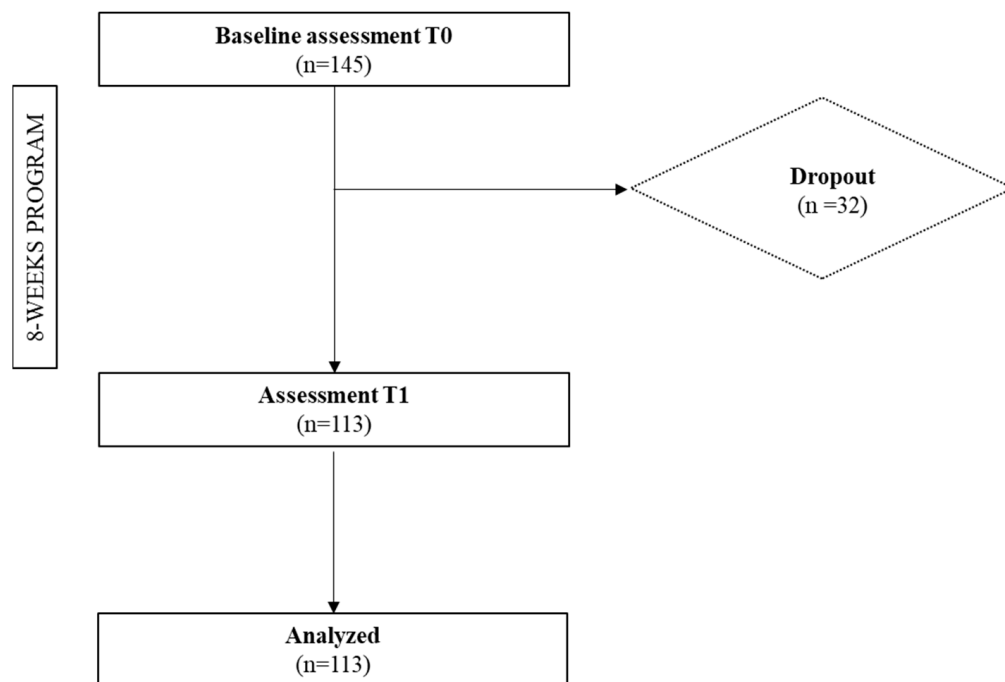 Baseline assessment T0
(n=145)
8-WEEKS PROGRAM
Dropout
(n =32)
Assessment T1
(n=113)
Analyzed
(n=113)